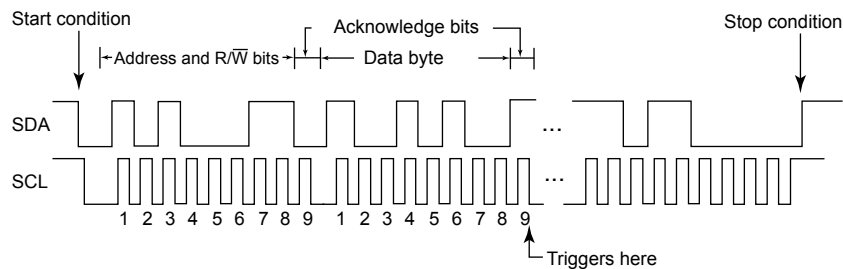 Start condition
Acknowledge bits
Stop condition
Address and R/W̅ bits
Data byte
SDA
...
SCL
...
1 2 3 4 5 6 7 8 9 1 2 3 4 5 6 7 8 9
Triggers here